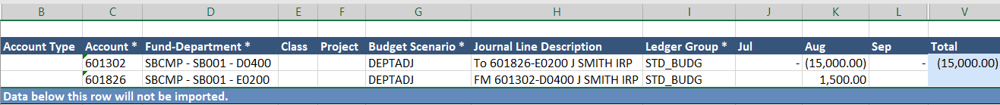 B C D E F G H I J K L V
Account Type Account * Fund-Department * Class Project Budget Scenario * Journal Line Description Ledger Group * Jul Aug Sep Total
601302 SBCMP - SB001 - D0400 DEPTADJ To 601826-E0200 J SMITH IRP STD_BUDG - (15,000.00) - (15,000.00)
601826 SBCMP - SB001 - E0200 DEPTADJ FM 601302-D0400 J SMITH IRP STD_BUDG 1,500.00
Data below this row will not be imported.